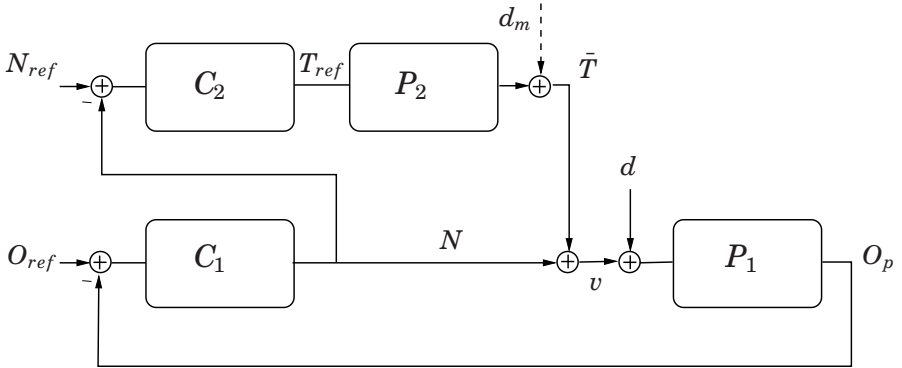 d_m
N_ref
C_2
T_ref
P_2
T̄
d
O_ref
C_1
N
v
P_1
O_p